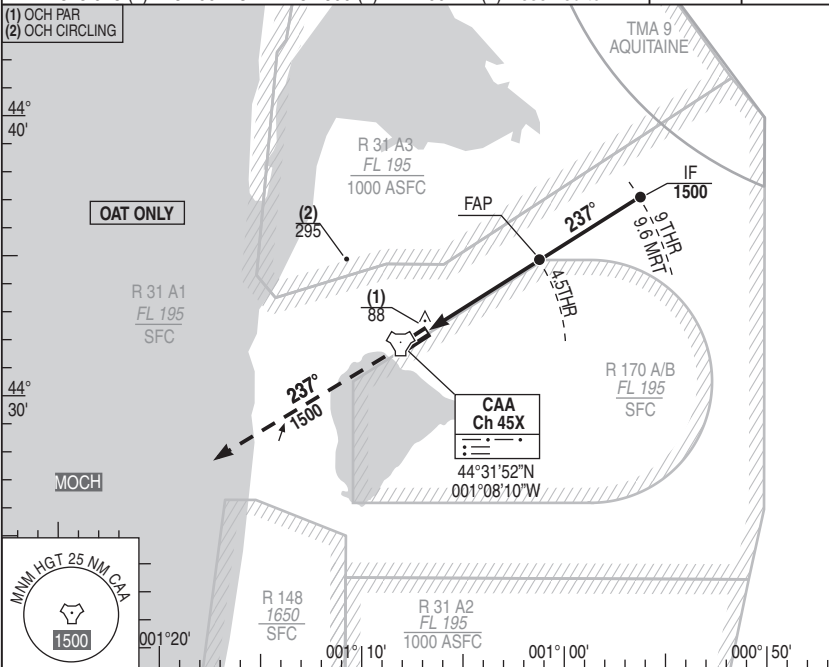 (1) OCH PAR
(2) OCH CIRCLING
TMA 9
AQUITAINE
44°
40'
R 31 A3
FL 195
1000 ASFC
IF
1500
FAP
237°
OAT ONLY
(2)
295
9 THR
9.6 MRT
4.5THR
R 31 A1
FL 195
SFC
(1)
88
R 170 A/B
FL 195
SFC
44°
30'
237°
1500
CAA
Ch 45X
44°31'52"N
001°08'10"W
MOCH
MNM HGT 25 NM CAA
1500
R 148
1650
SFC
R 31 A2
FL 195
1000 ASFC
001°20'
001°10'
001°00'
000°50'